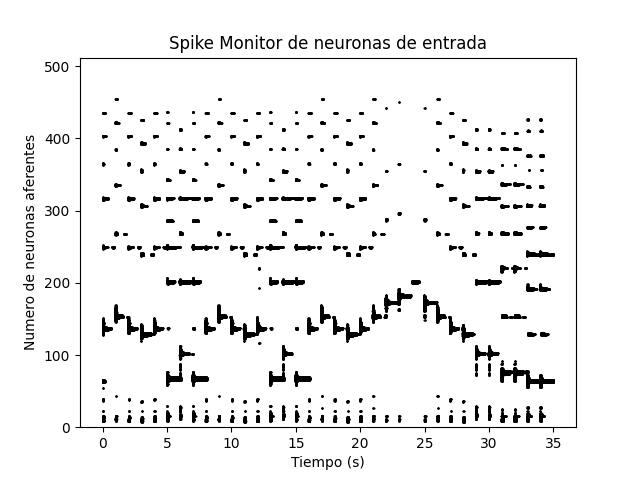 Spike Monitor de neuronas de entrada
Numero de neuronas aferentes
500
400
300
200
100
0
0 5 10 15 20 25 30 35
Tiempo (s)